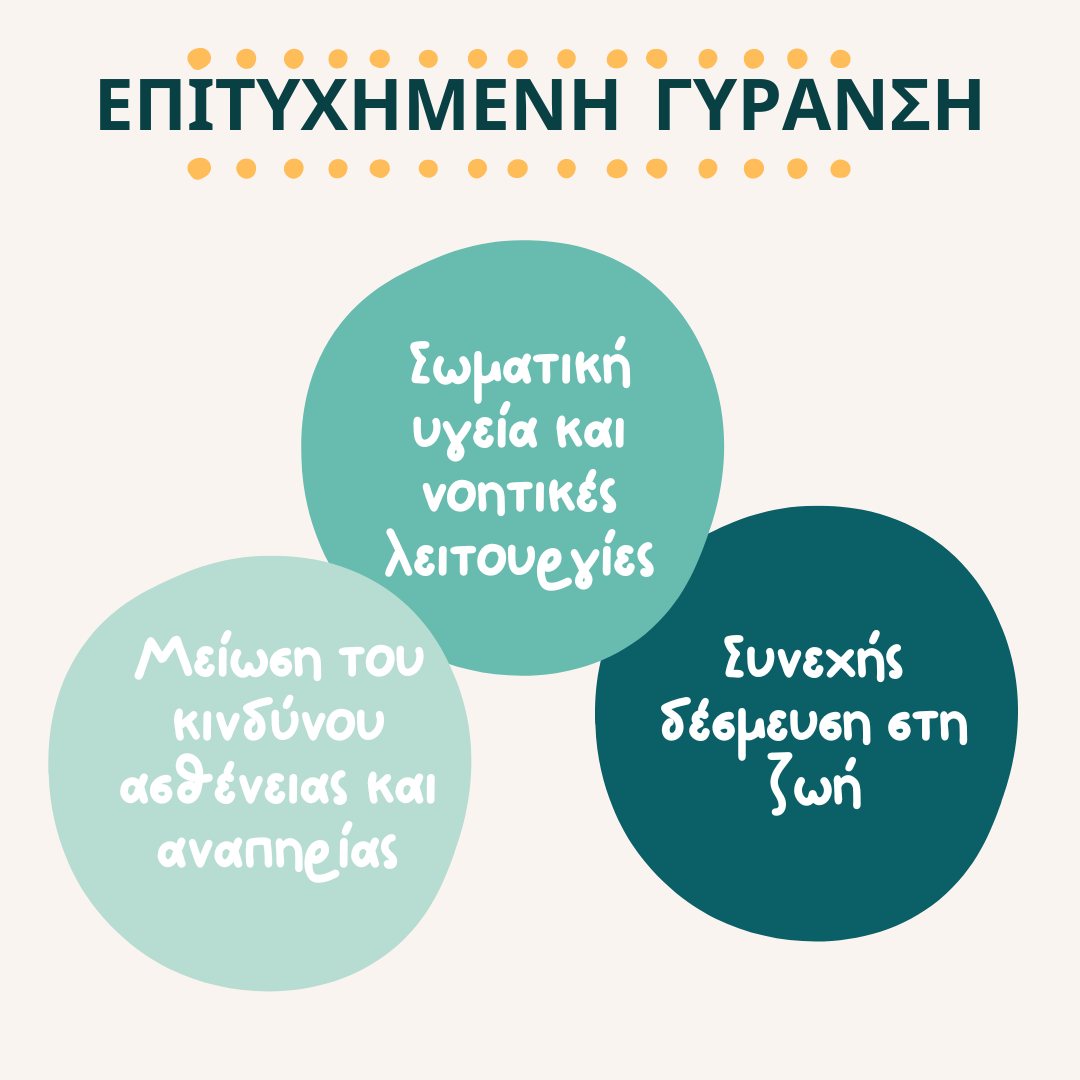 ΕΠΙΤΥΧΗΜΕΝΗ ΓΥΡΑΝΣΗ
Σωματική
υγεία και
νοητικές
λειτουργίες
Μείωση του
κινδύνου
ασθένειας και
αναπηρίας
Συνεχής
δέσμευση στη
ζωή